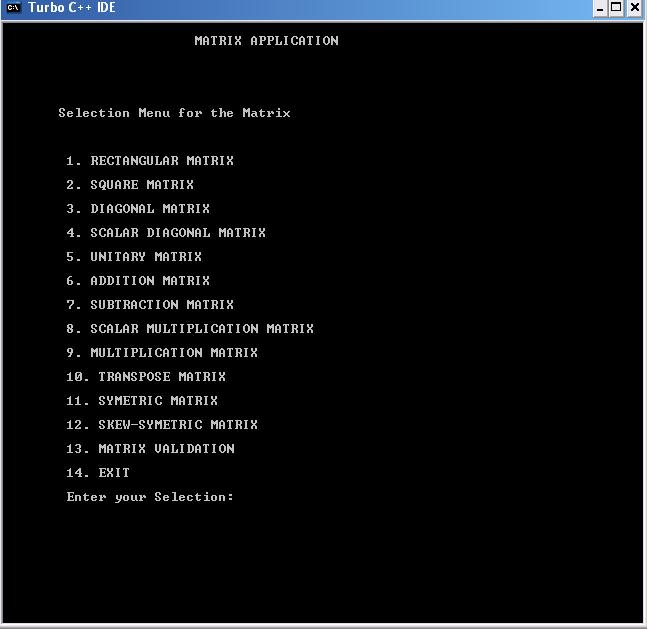 Turbo C++ IDE
MATRIX APPLICATION
Selection Menu for the Matrix
1. RECTANGULAR MATRIX
2. SQUARE MATRIX
3. DIAGONAL MATRIX
4. SCALAR DIAGONAL MATRIX
5. UNITARY MATRIX
6. ADDITION MATRIX
7. SUBTRACTION MATRIX
8. SCALAR MULTIPLICATION MATRIX
9. MULTIPLICATION MATRIX
10. TRANSPOSE MATRIX
11. SYMETRIC MATRIX
12. SKEW-SYMETRIC MATRIX
13. MATRIX VALIDATION
14. EXIT
Enter your Selection: